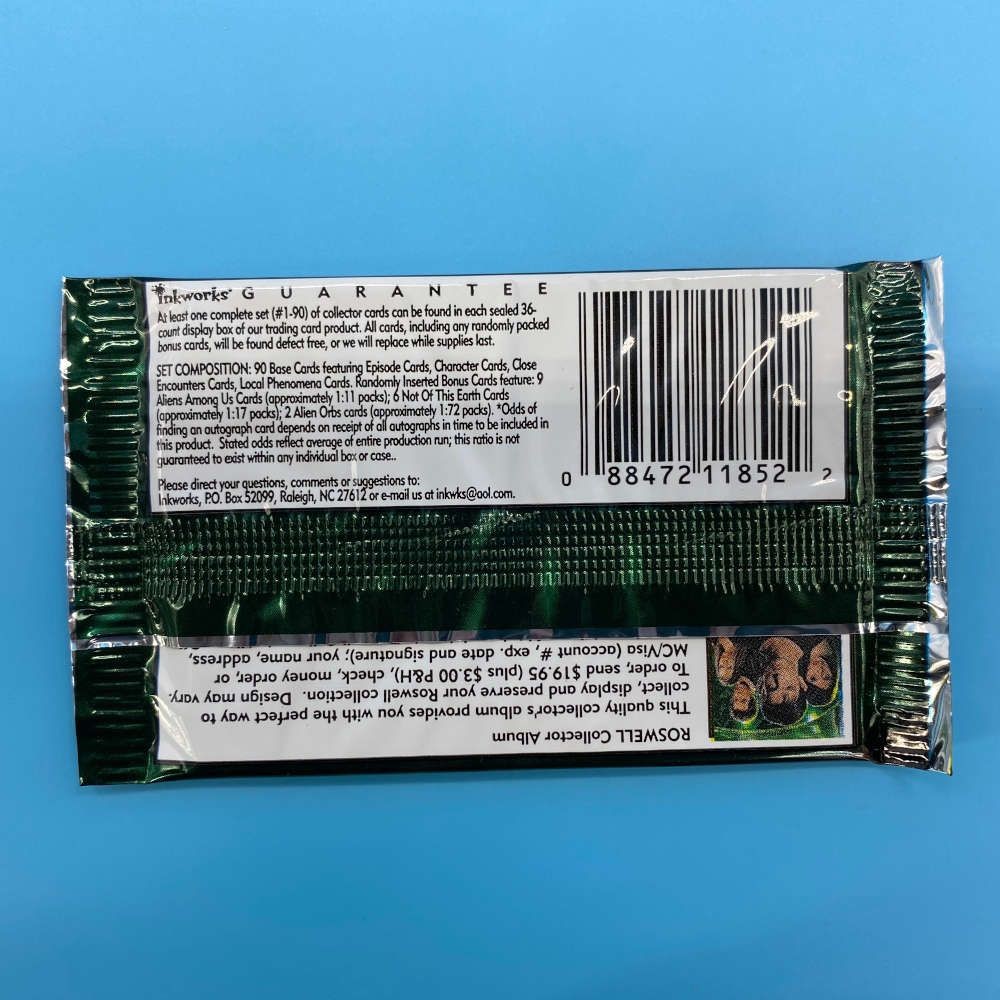 inkworks GUARANTEE
At least one complete set (#1-90) of collector cards can be found in each sealed 36-
count display box of our trading card product. All cards, including any randomly packed
bonus cards, will be found defect free, or we will replace while supplies last.
SET COMPOSITION: 90 Base Cards featuring Episode Cards, Character Cards, Close
Encounters Cards, Local Phenomena Cards. Randomly Inserted Bonus Cards feature: 9
Aliens Among Us Cards (approximately 1:11 packs); 6 Not Of This Earth Cards
(approximately 1:17 packs); 2 Alien Orbs cards (approximately 1:72 packs). *Odds of
finding an autograph card depends on receipt of all autographs in time to be included in
this product. Stated odds reflect average of entire production run; this ratio is not
guaranteed to exist within any individual box or case..
Please direct your questions, comments or suggestions to:
Inkworks, P.O. Box 52099, Raleigh, NC 27612 or e-mail us at inkwks@aol.com.
0 88472 11852 2
ROSWELL Collector Album
This quality collector's album provides you with the perfect way to
collect, display and preserve your Roswell collection. Design may vary.
To order, send $19.95 (plus $3.00 P&H), check, money order, or
MC/Visa (account #, exp. date and signature); your name, address,